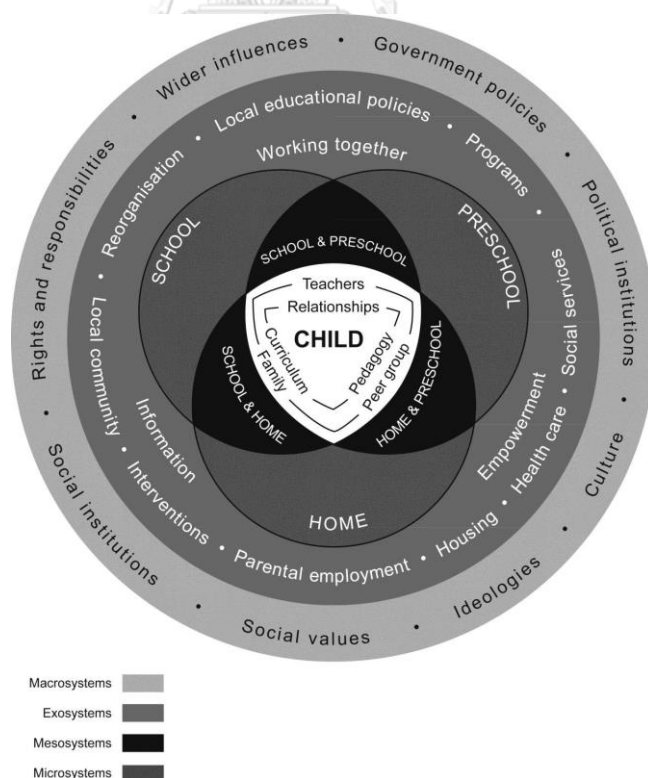 Wider influences • Government policies • Political institutions • Culture • Ideologies • Social values • Social institutions • Rights and responsibilities •
Local educational policies • Programs • Social services • Health care • Housing • Parental employment • Interventions • Local community • Reorganisation •
Working together
Empowerment
Information
SCHOOL
PRESCHOOL
HOME
SCHOOL & PRESCHOOL
SCHOOL & HOME
HOME & PRESCHOOL
Teachers
Relationships
CHILD
Curriculum
Family
Pedagogy
Peer group
Macrosystems
Exosystems
Mesosystems
Microsystems